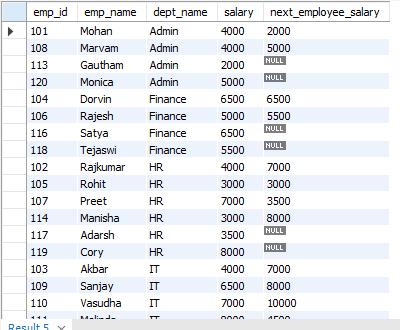 emp_id emp_name dept_name salary next_employee_salary
101 Mohan Admin 4000 2000
108 Marvam Admin 4000 5000
113 Gautham Admin 2000 NULL
120 Monica Admin 5000 NULL
104 Dorvin Finance 6500 6500
106 Rajesh Finance 5000 5500
116 Satya Finance 6500 NULL
118 Tejaswi Finance 5500 NULL
102 Rajkumar HR 4000 7000
105 Rohit HR 3000 3000
107 Preet HR 7000 3500
114 Manisha HR 3000 8000
117 Adarsh HR 3500 NULL
119 Cory HR 8000 NULL
103 Akbar IT 4000 7000
109 Sanjay IT 6500 8000
110 Vasudha IT 7000 10000
111 Melinda IT 8000 4500
Result 5